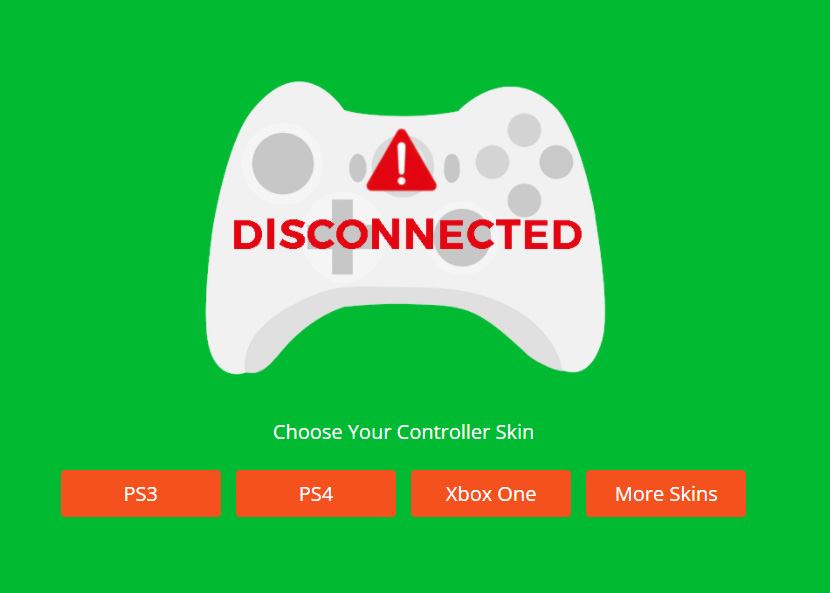 DISCONNECTED
Choose Your Controller Skin
PS3
PS4
Xbox One
More Skins